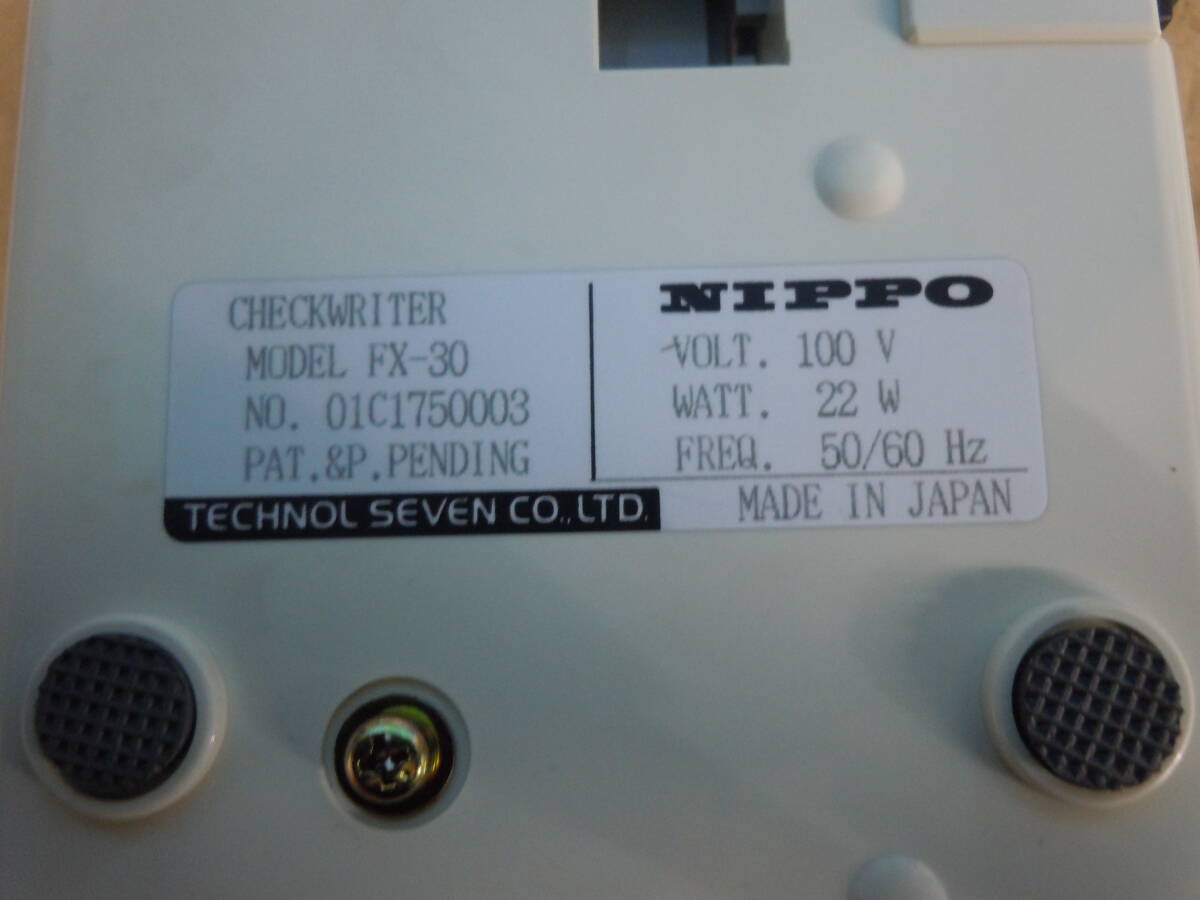 CHECKWRITER
MODEL FX-30
NO. 01C1750003
PAT.&P.PENDING
TECHNOL SEVEN CO.,LTD.
NIPPO
VOLT. 100 V
WATT. 22 W
FREQ. 50/60 Hz
MADE IN JAPAN